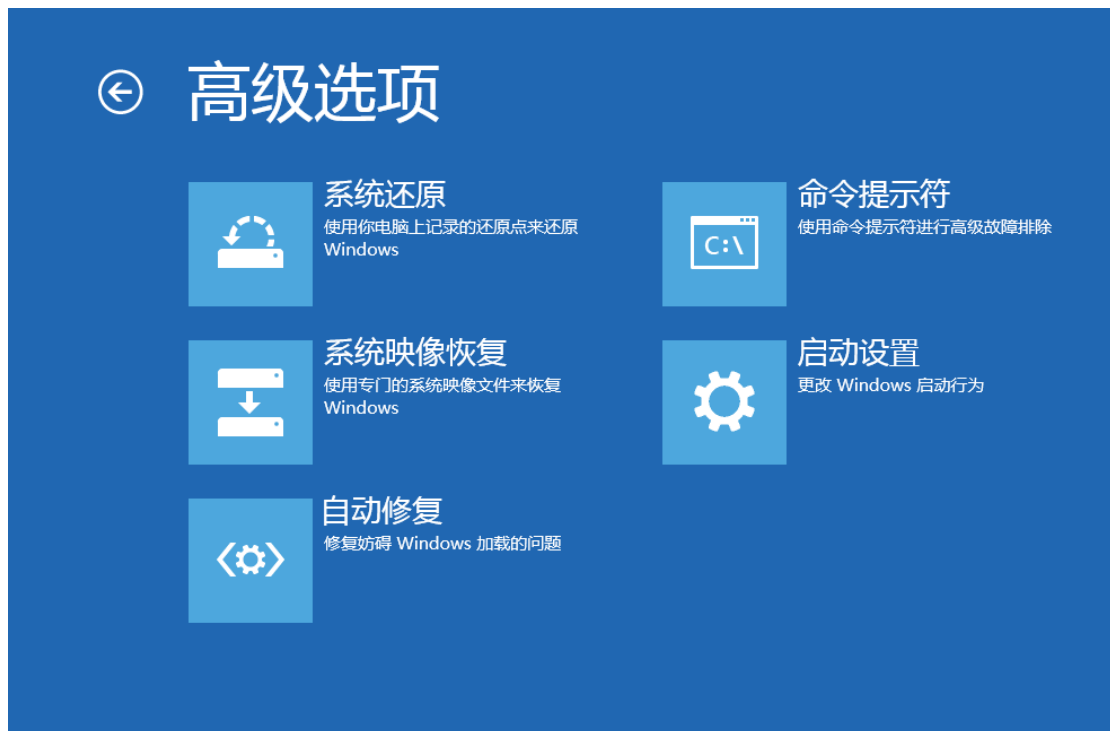 高级选项
系统还原
使用你电脑上记录的还原点来还原
Windows
命令提示符
使用命令提示符进行高级故障排除
C:\
系统映像恢复
使用专门的系统映像文件来恢复
Windows
启动设置
更改 Windows 启动行为
自动修复
修复妨碍 Windows 加载的问题